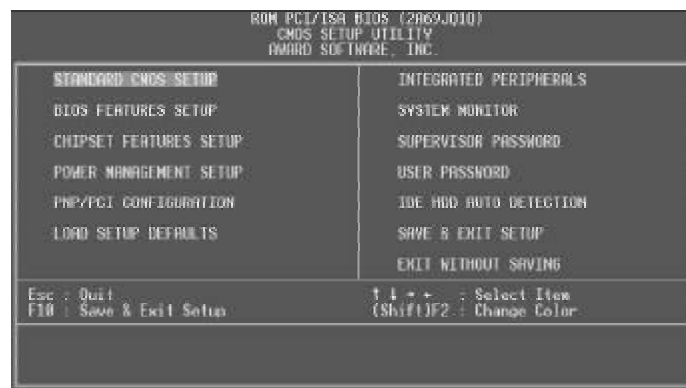 ROM PCI/ISA BIOS (2A69JQ1Q)
CMOS SETUP UTILITY
AWARD SOFTWARE, INC.
STANDARD CMOS SETUP
BIOS FEATURES SETUP
CHIPSET FEATURES SETUP
POWER MANAGEMENT SETUP
PNP/PCI CONFIGURATION
LOAD SETUP DEFAULTS
INTEGRATED PERIPHERALS
SYSTEM MONITOR
SUPERVISOR PASSWORD
USER PASSWORD
IDE HDD AUTO DETECTION
SAVE & EXIT SETUP
EXIT WITHOUT SAVING
Esc : Quit
F10 : Save & Exit Setup
↑ ↓ → ← : Select Item
(Shift)F2 : Change Color